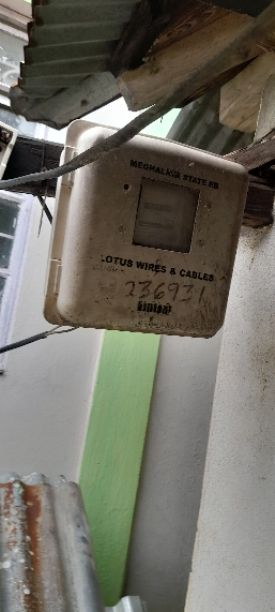 MEGHALAYA STATE EB
LOTUS WIRES & CABLES
236931